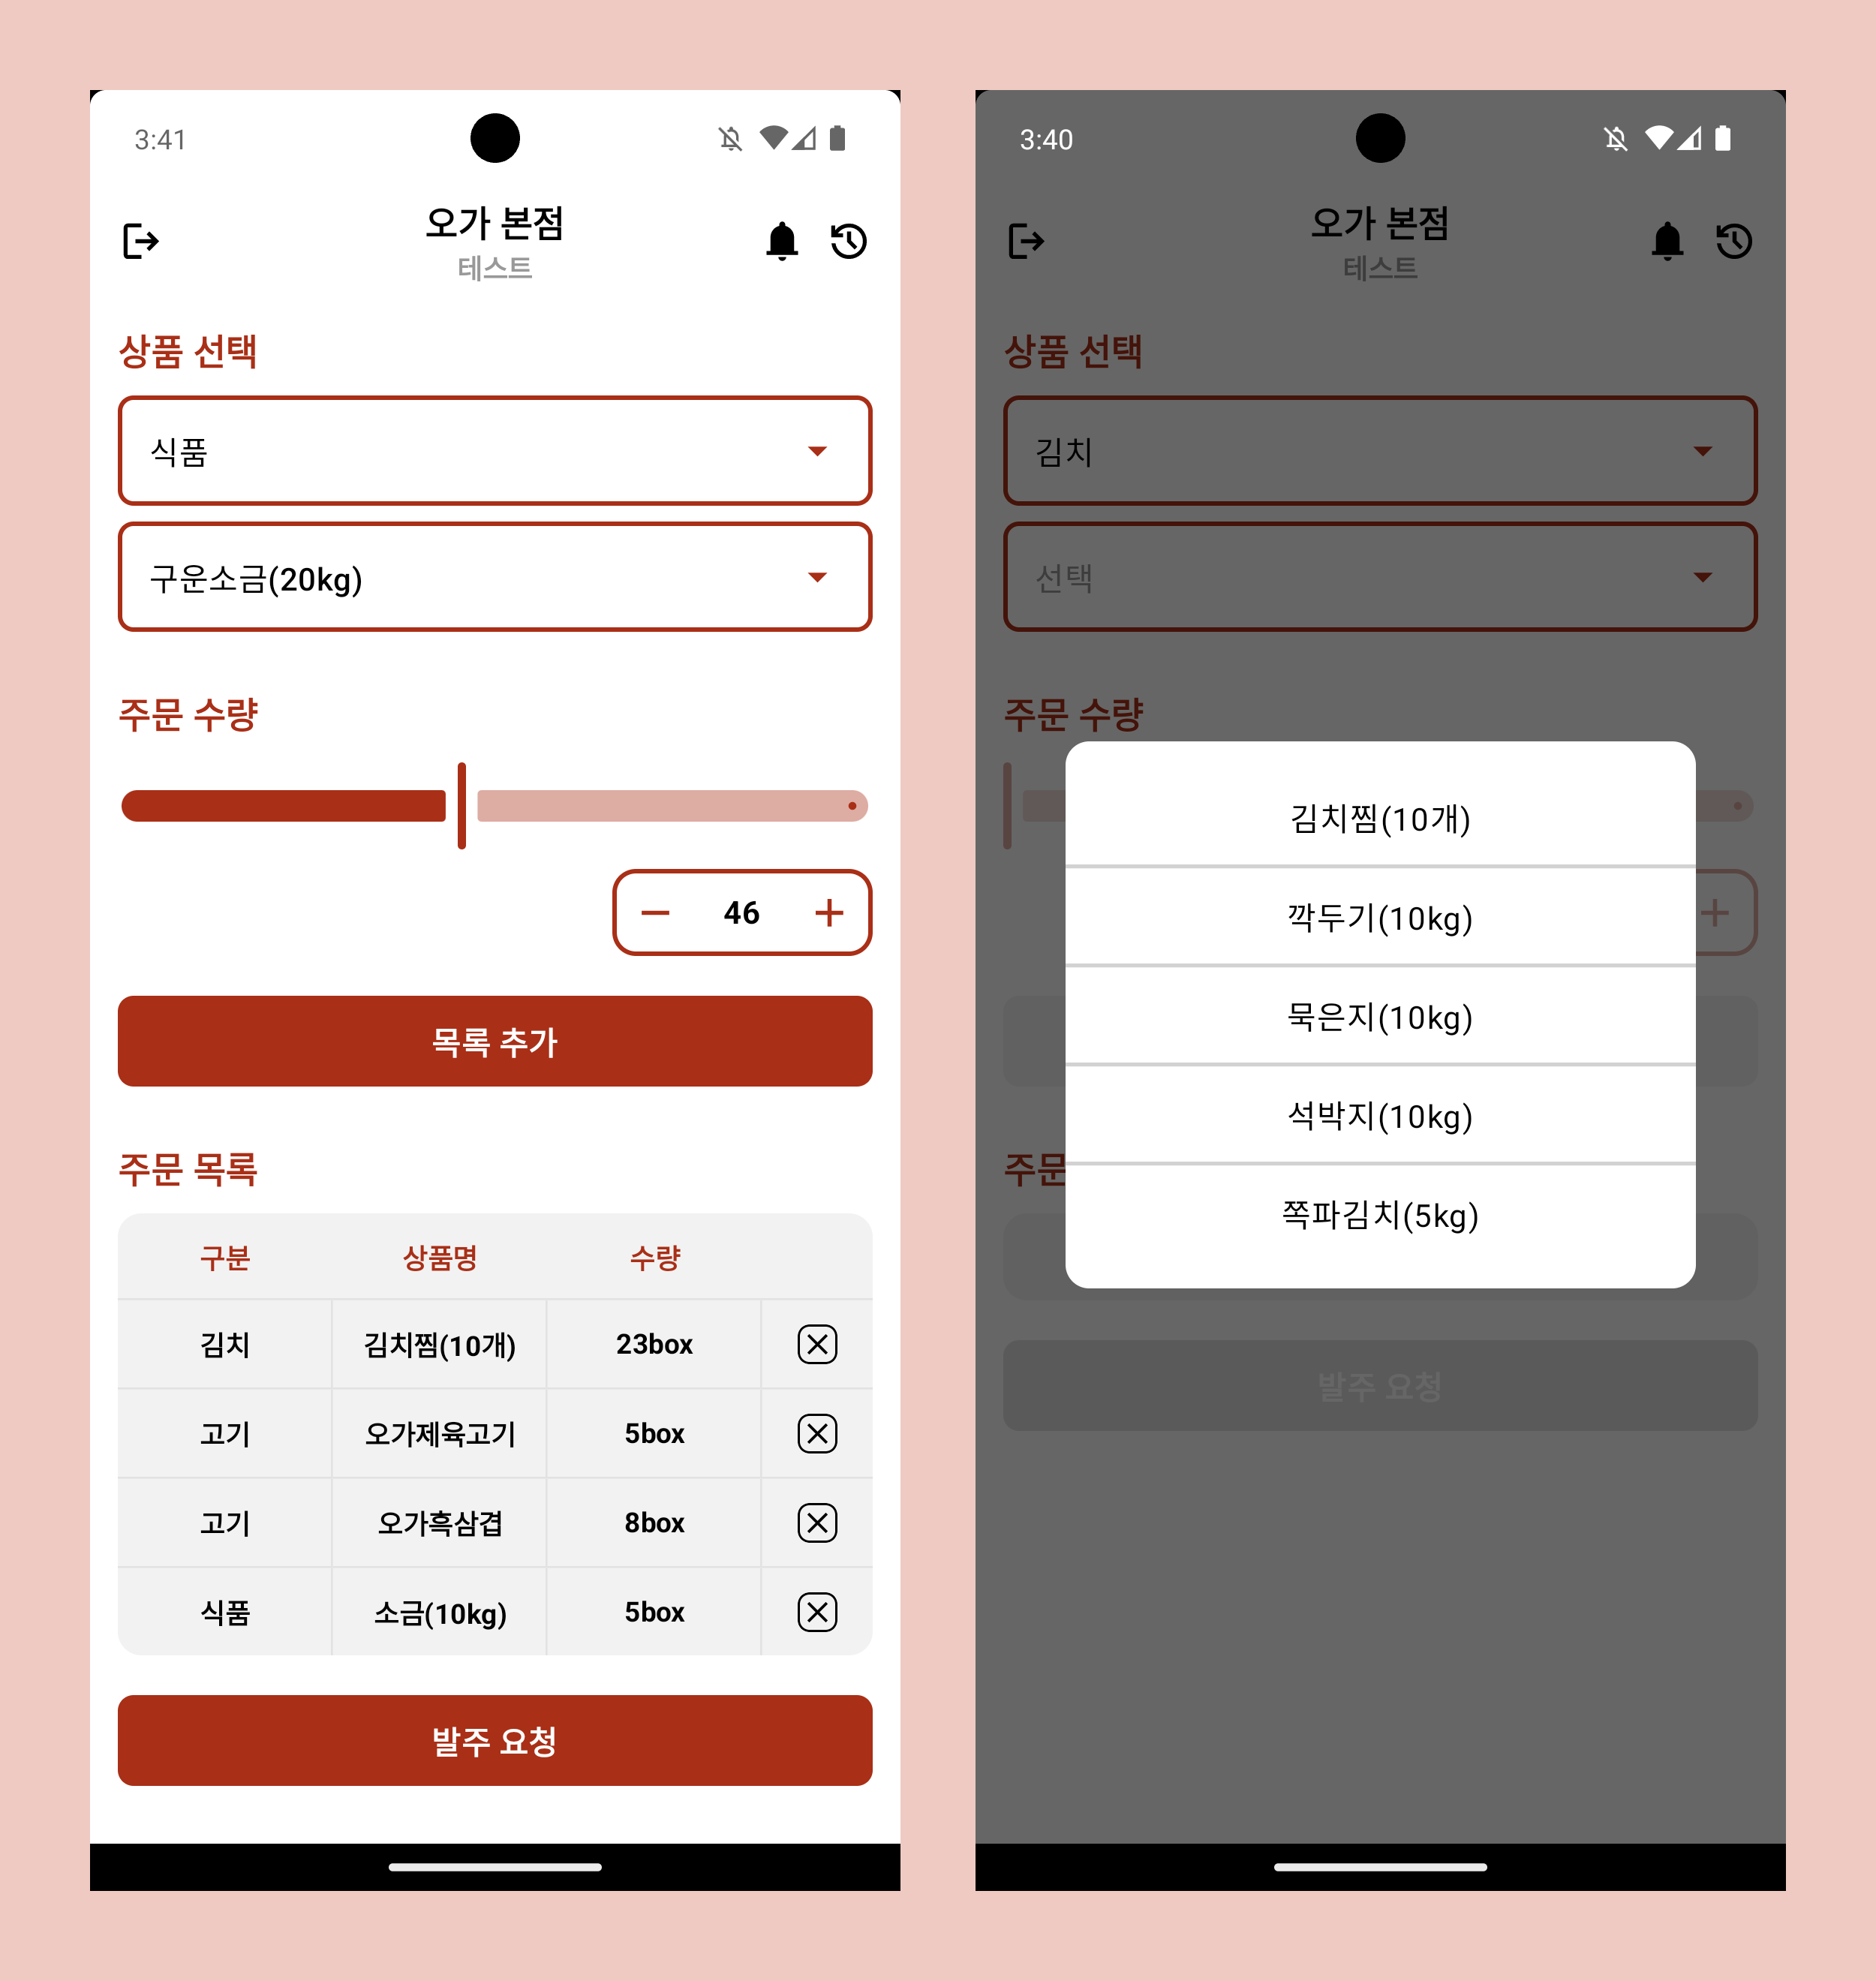 3:41
오가 본점
테스트
상품 선택
식품
구운소금(20kg)
주문 수량
46
목록 추가
주문 목록
구분 상품명 수량
김치 김치찜(10개) 23box
고기 오가제육고기 5box
고기 오가흑삼겹 8box
식품 소금(10kg) 5box
발주 요청
3:40
오가 본점
테스트
상품 선택
김치
선택
주문 수량
김치찜(10개)
깍두기(10kg)
묵은지(10kg)
석박지(10kg)
쪽파김치(5kg)
주문
발주 요청